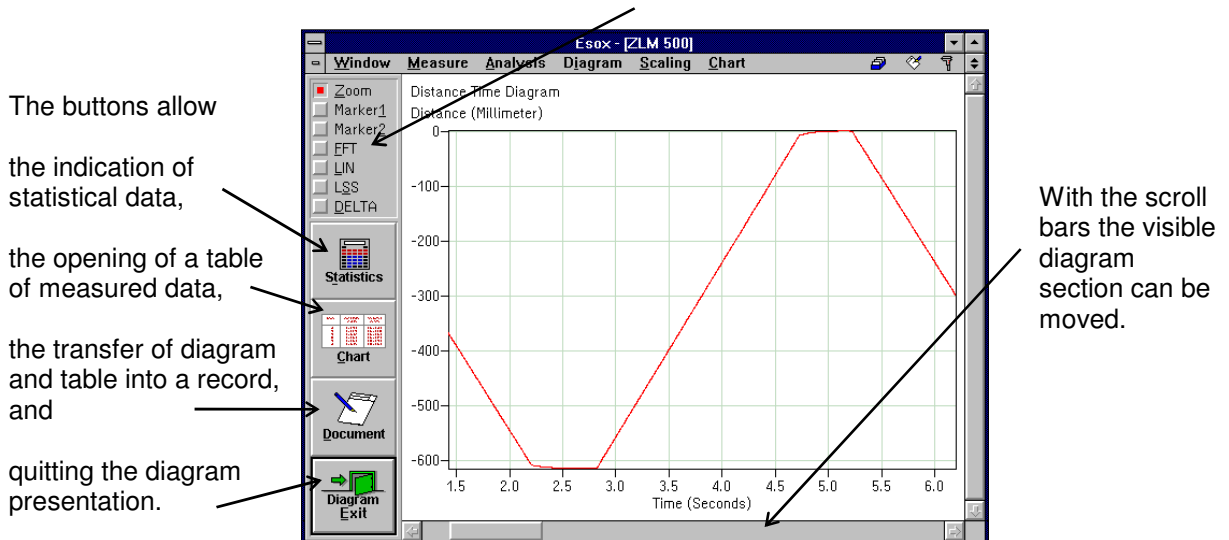 The buttons allow
the indication of
statistical data,
the opening of a table
of measured data,
the transfer of diagram
and table into a record,
and
quitting the diagram
presentation.
Esox - [ZLM 500]
Window Measure Analysis Diagram Scaling Chart
Zoom
Marker1
Marker2
FFT
LIN
LSS
DELTA
Statistics
Chart
Document
Diagram
Exit
Distance Time Diagram
Distance (Millimeter)
0
-100
-200
-300
-400
-500
-600
1.5 2.0 2.5 3.0 3.5 4.0 4.5 5.0 5.5 6.0
Time (Seconds)
With the scroll
bars the visible
diagram
section can be
moved.